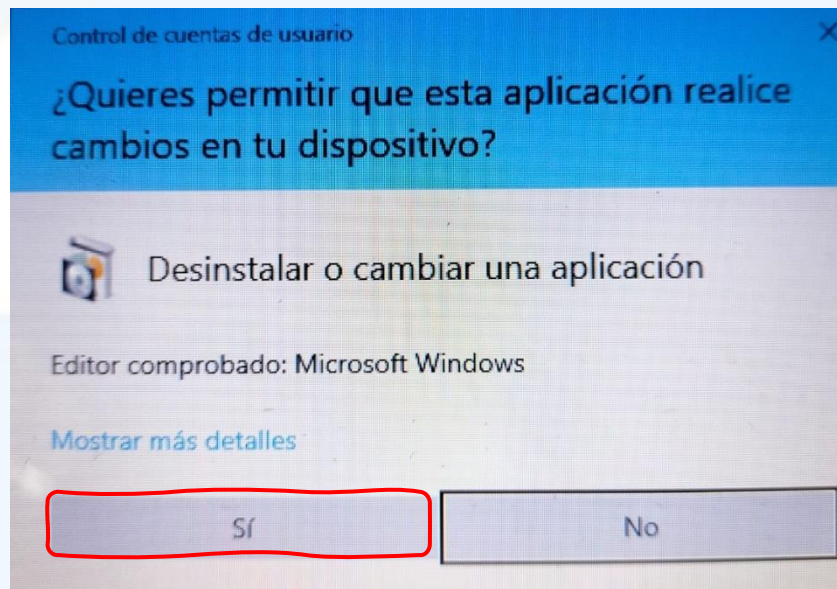 Control de cuentas de usuario
¿Quieres permitir que esta aplicación realice
cambios en tu dispositivo?
Desinstalar o cambiar una aplicación
Editor comprobado: Microsoft Windows
Mostrar más detalles
Sí
No